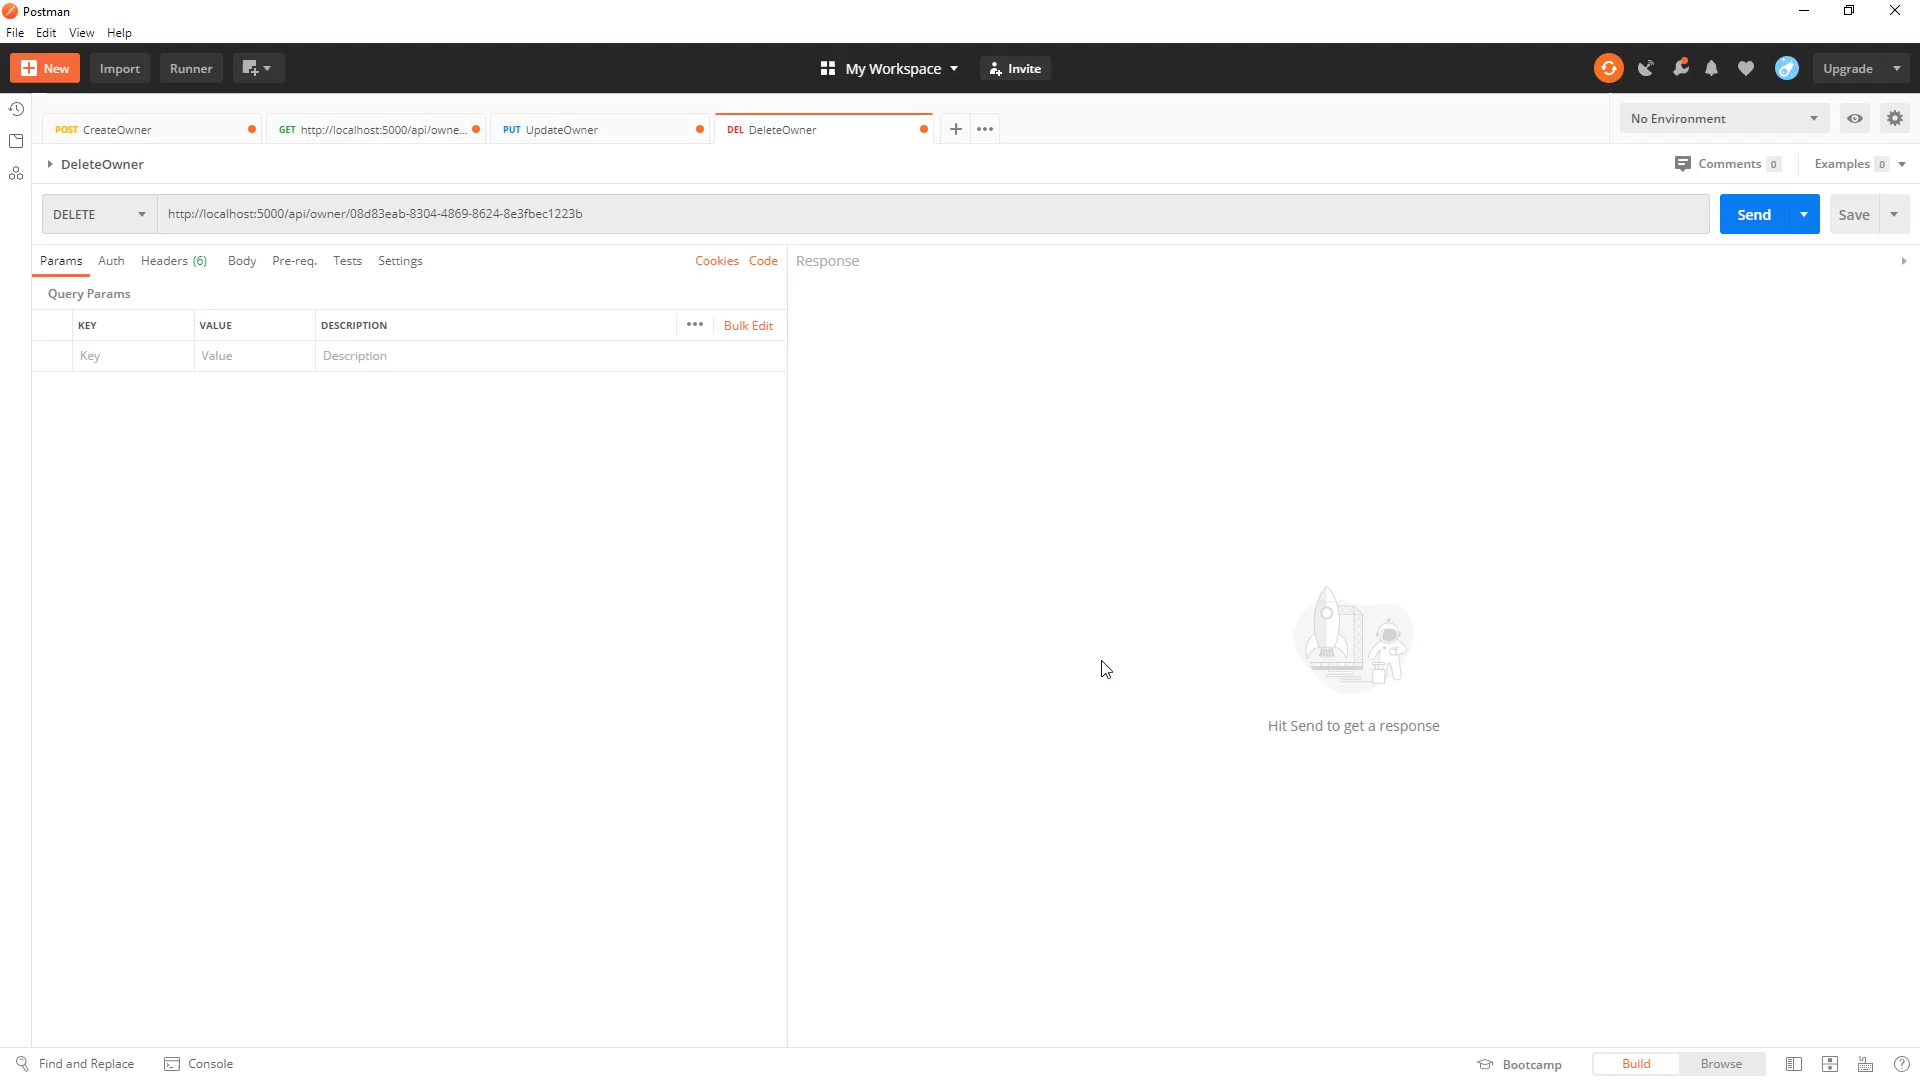 Postman
File Edit View Help
New Import Runner My Workspace Invite Upgrade
POST CreateOwner GET http://localhost:5000/api/owne... PUT UpdateOwner DEL DeleteOwner No Environment
DeleteOwner Comments 0 Examples 0
DELETE http://localhost:5000/api/owner/08d83eab-8304-4869-8624-8e3fbec1223b Send Save
Params Auth Headers (6) Body Pre-req. Tests Settings Cookies Code Response
Query Params
KEY VALUE DESCRIPTION Bulk Edit
Key Value Description
Hit Send to get a response
Find and Replace Console Bootcamp Build Browse